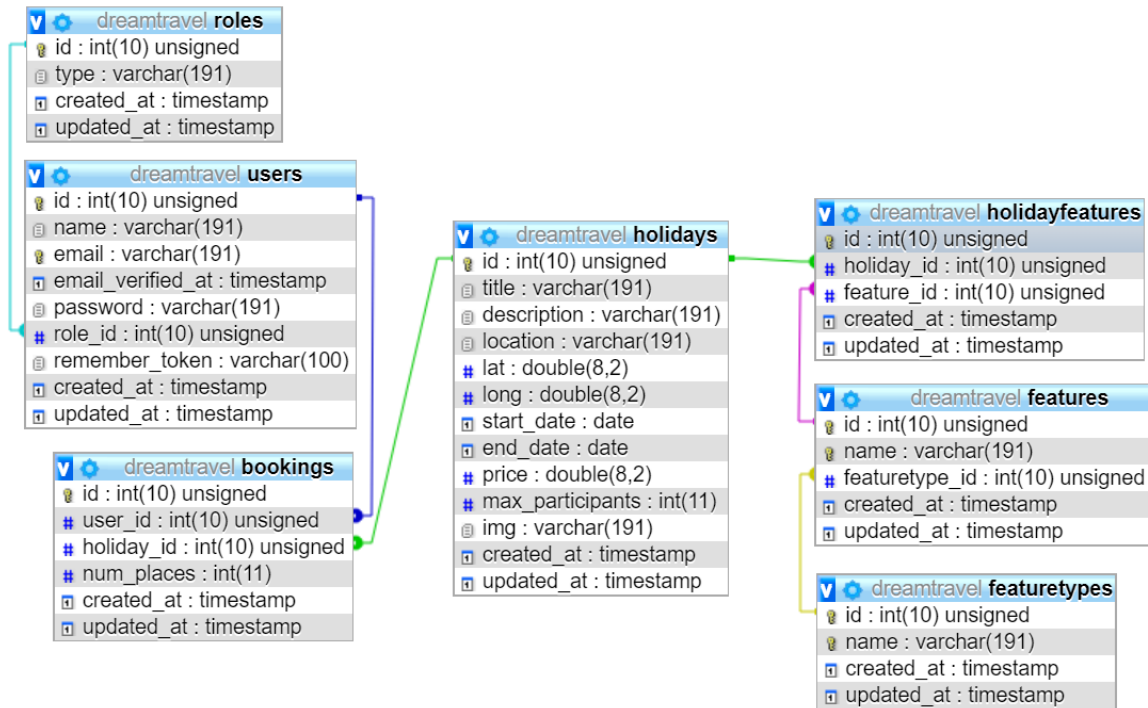 dreamtravel roles
id : int(10) unsigned
type : varchar(191)
created_at : timestamp
updated_at : timestamp
dreamtravel users
id : int(10) unsigned
name : varchar(191)
email : varchar(191)
email_verified_at : timestamp
password : varchar(191)
role_id : int(10) unsigned
remember_token : varchar(100)
created_at : timestamp
updated_at : timestamp
dreamtravel bookings
id : int(10) unsigned
user_id : int(10) unsigned
holiday_id : int(10) unsigned
num_places : int(11)
created_at : timestamp
updated_at : timestamp
dreamtravel holidays
id : int(10) unsigned
title : varchar(191)
description : varchar(191)
location : varchar(191)
lat : double(8,2)
long : double(8,2)
start_date : date
end_date : date
price : double(8,2)
max_participants : int(11)
img : varchar(191)
created_at : timestamp
updated_at : timestamp
dreamtravel holidayfeatures
id : int(10) unsigned
holiday_id : int(10) unsigned
feature_id : int(10) unsigned
created_at : timestamp
updated_at : timestamp
dreamtravel features
id : int(10) unsigned
name : varchar(191)
featuretype_id : int(10) unsigned
created_at : timestamp
updated_at : timestamp
dreamtravel featuretypes
id : int(10) unsigned
name : varchar(191)
created_at : timestamp
updated_at : timestamp